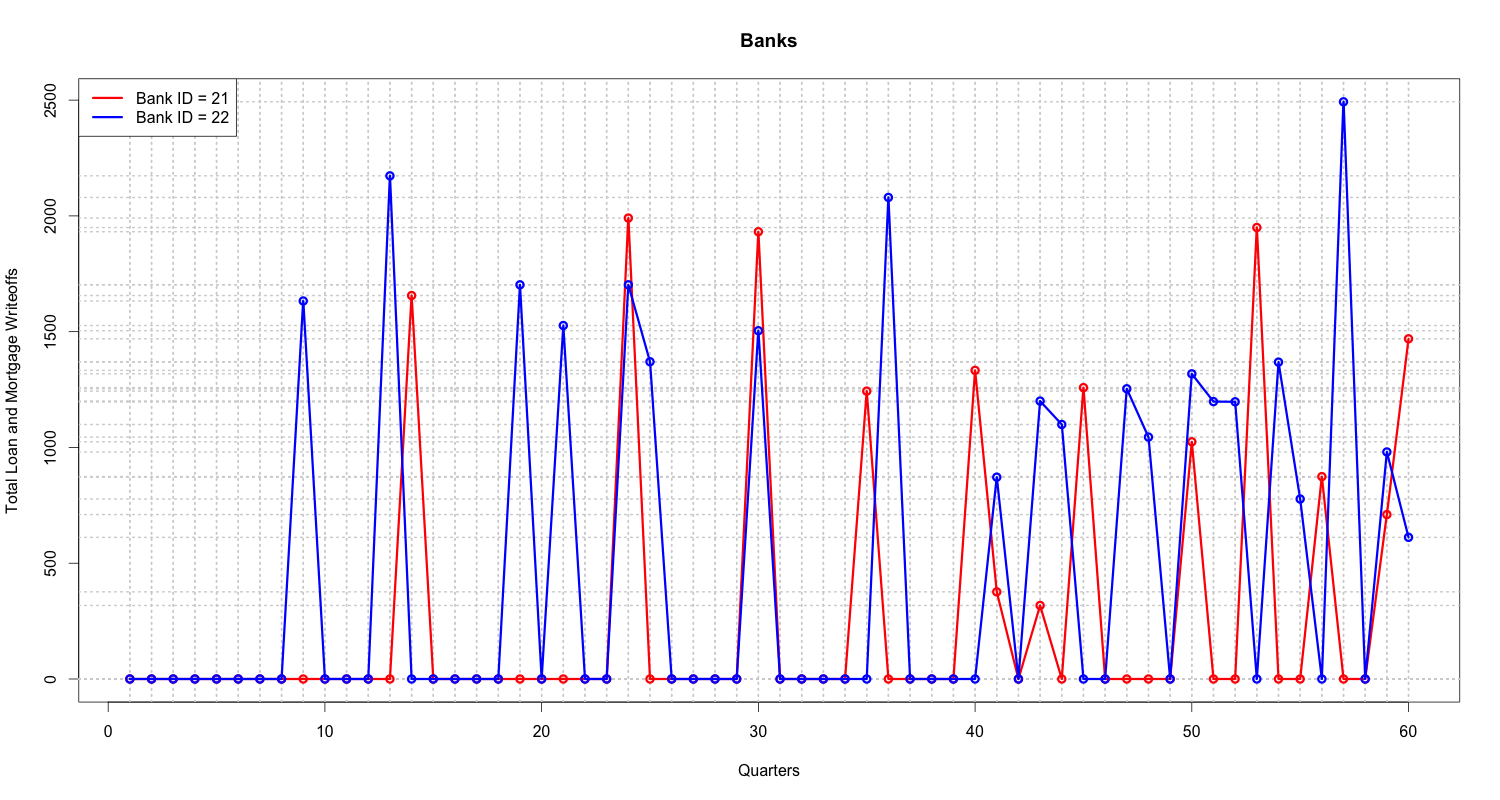 Banks
Bank ID = 21
Bank ID = 22
Total Loan and Mortgage Writeoffs
2500
2000
1500
1000
500
0
0 10 20 30 40 50 60
Quarters